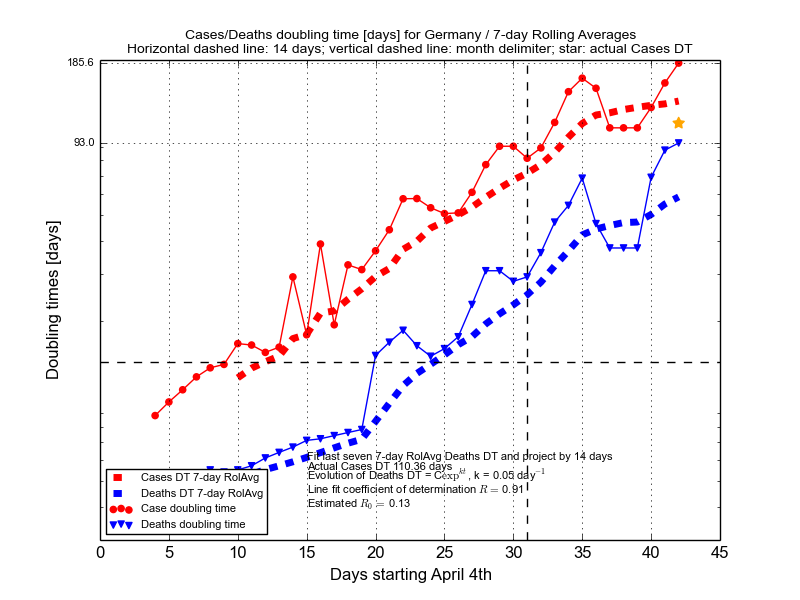 Cases/Deaths doubling time [days] for Germany / 7-day Rolling Averages
Horizontal dashed line: 14 days; vertical dashed line: month delimiter; star: actual Cases DT
185.6
93.0
Doubling times [days]
Fit last seven 7-day RolAvg Deaths DT and project by 14 days
Actual Cases DT 110.36 days
Evolution of Deaths DT = Cexp^{kt}, k = 0.05 day^{-1}
Line fit coefficient of determination R = 0.91
Estimated R_0 = 0.13
Cases DT 7-day RolAvg
Deaths DT 7-day RolAvg
Case doubling time
Deaths doubling time
0 5 10 15 20 25 30 35 40 45
Days starting April 4th